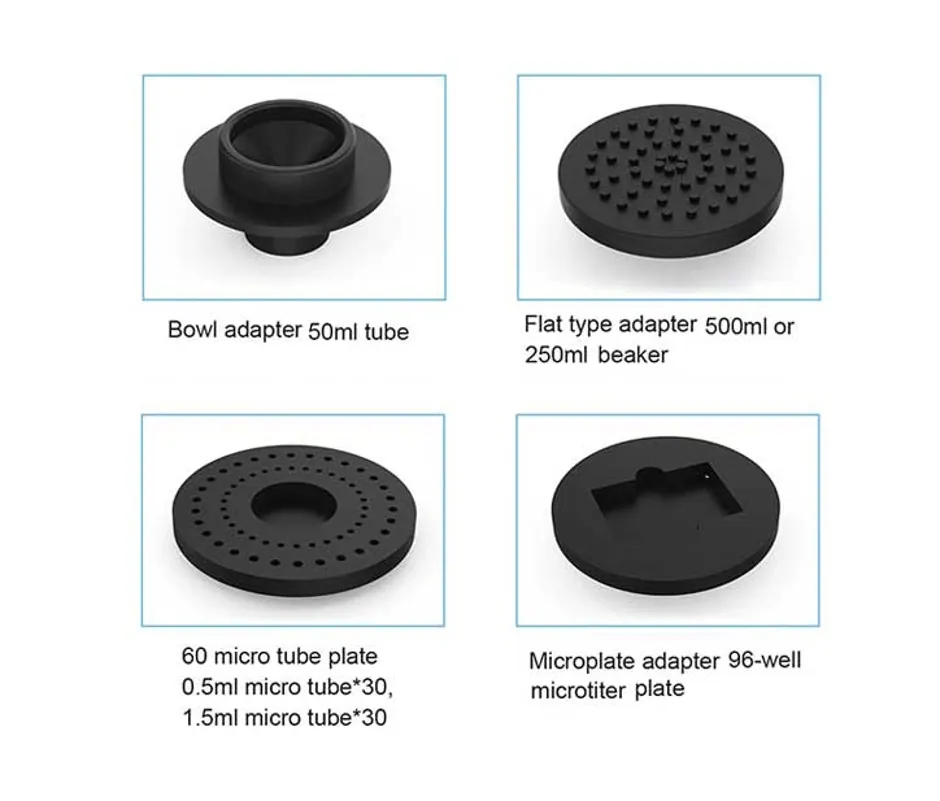 Bowl adapter 50ml tube
Flat type adapter 500ml or
250ml beaker
60 micro tube plate
0.5ml micro tube*30,
1.5ml micro tube*30
Microplate adapter 96-well
microtiter plate